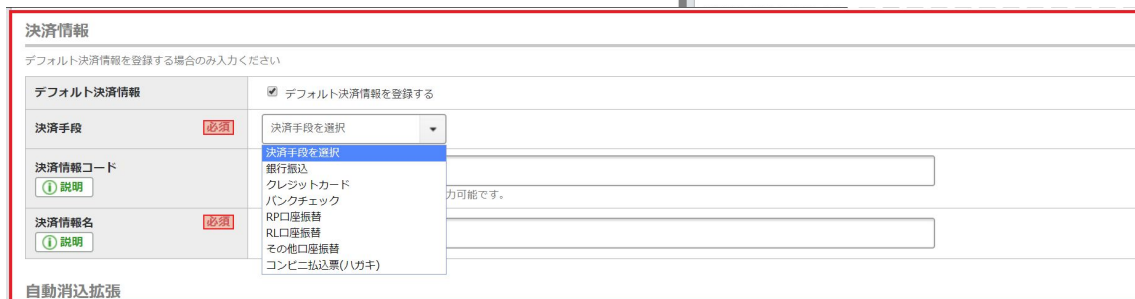 決済情報
デフォルト決済情報を登録する場合のみ入力ください
デフォルト決済情報
デフォルト決済情報を登録する
決済手段
必須
決済手段を選択
決済手段を選択
銀行振込
クレジットカード
バンクチェック
RP口座振替
RL口座振替
その他口座振替
コンビニ払込票(ハガキ)
決済情報コード
説明
力可能です。
決済情報名
必須
説明
自動消込拡張